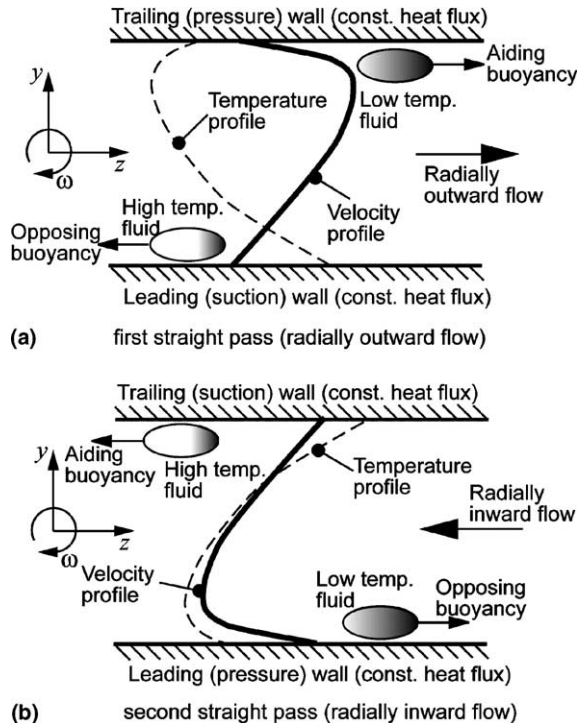 Trailing (pressure) wall (const. heat flux)
y
z
ω
Temperature
profile
Low temp.
fluid
Aiding
buoyancy
Radially
outward flow
High temp.
fluid
Opposing
buoyancy
Velocity
profile
Leading (suction) wall (const. heat flux)
(a) first straight pass (radially outward flow)
Trailing (suction) wall (const. heat flux)
Aiding
buoyancy
High temp.
fluid
Temperature
profile
y
z
ω
Radially
inward flow
Velocity
profile
Low temp.
fluid
Opposing
buoyancy
Leading (pressure) wall (const. heat flux)
(b) second straight pass (radially inward flow)